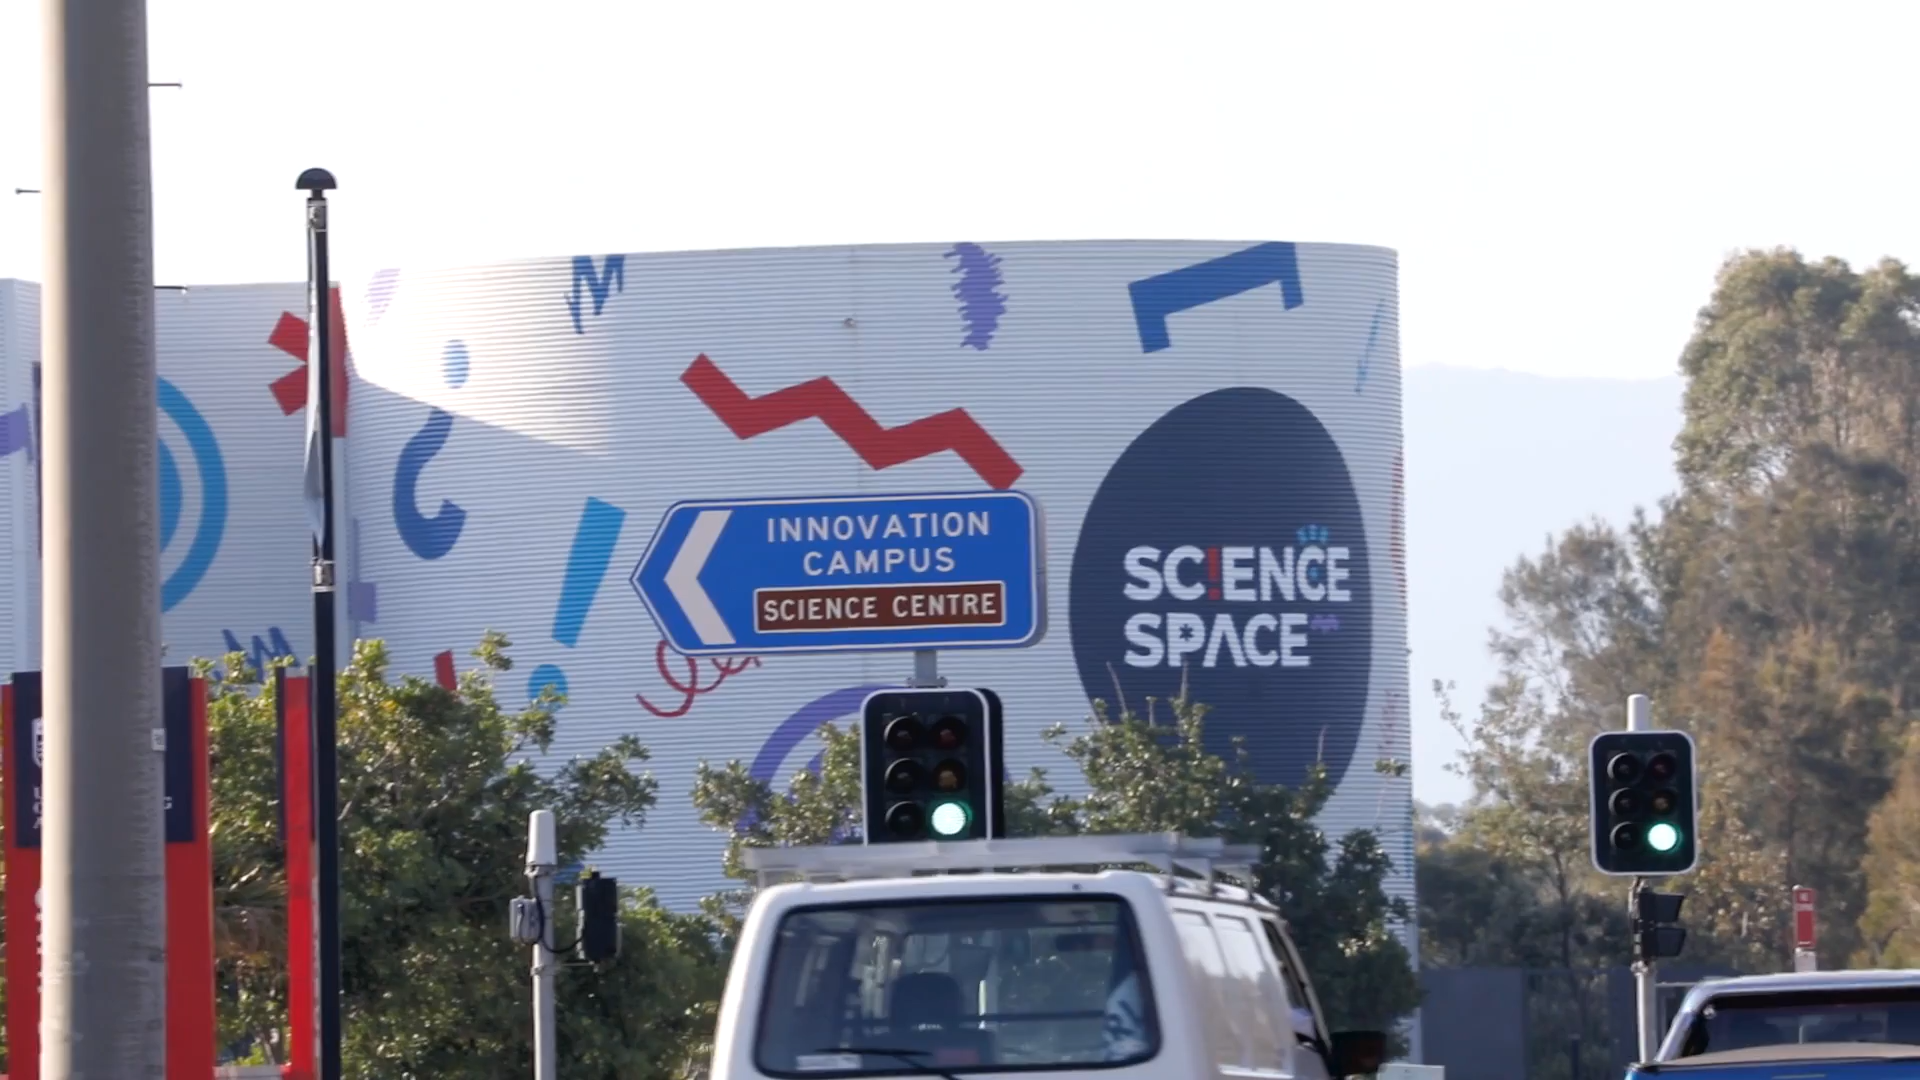 INNOVATION
CAMPUS
SCIENCE CENTRE
SC!ENCE
SPACE